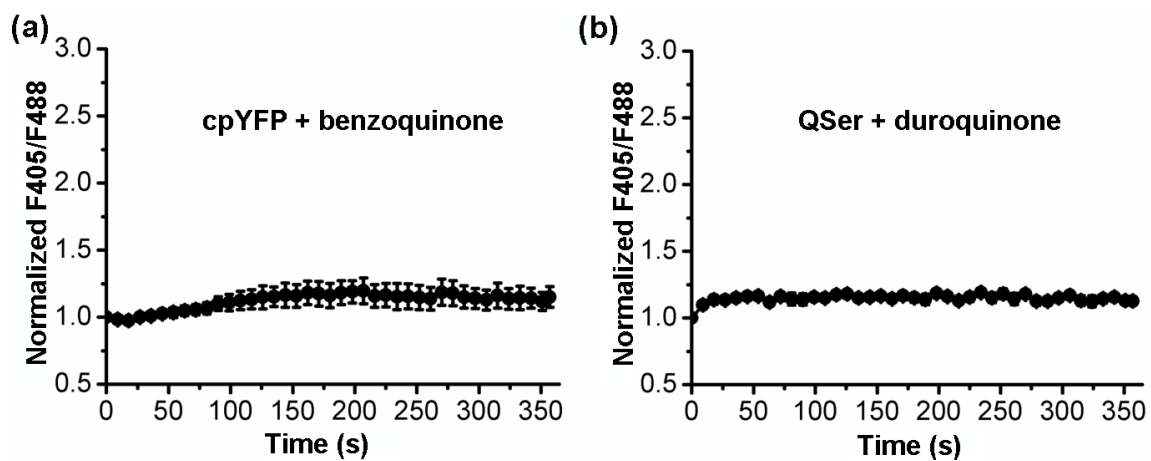 (a)
Normalized F405/F488
3.0
2.5
2.0
1.5
1.0
0.5
cpYFP + benzoquinone
0 50 100 150 200 250 300 350
Time (s)
(b)
Normalized F405/F488
3.0
2.5
2.0
1.5
1.0
0.5
QSer + duroquinone
0 50 100 150 200 250 300 350
Time (s)